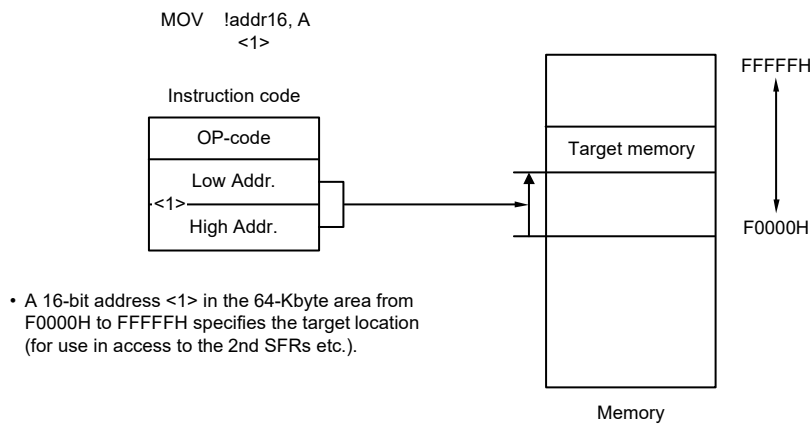 MOV !addr16, A
<1>
Instruction code
OP-code
Low Addr.
<1>
High Addr.
FFFFFH
Target memory
F0000H
• A 16-bit address <1> in the 64-Kbyte area from
F0000H to FFFFFH specifies the target location
(for use in access to the 2nd SFRs etc.).
Memory